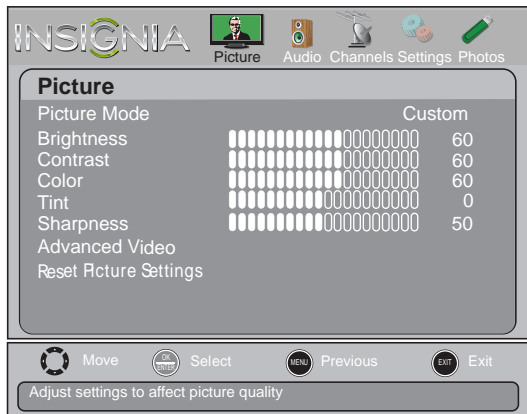 INSIGNIA
Picture Audio Channels Settings Photos
Picture
Picture Mode Custom
Brightness 60
Contrast 60
Color 60
Tint 0
Sharpness 50
Advanced Video
Reset Picture Settings
Move OK ENTER Select MENU Previous EXIT Exit
Adjust settings to affect picture quality